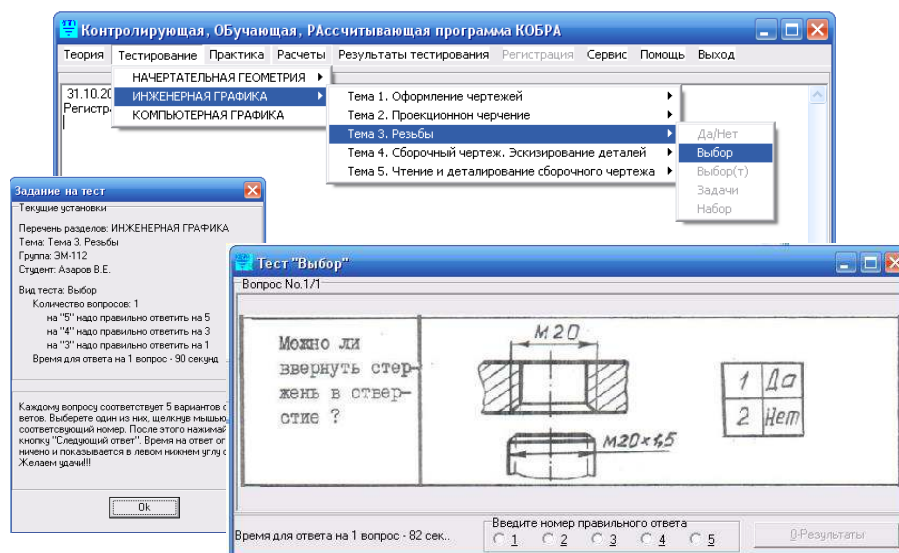 Контролирующая, ОБучающая, РАссчитывающая программа КОБРА
Теория Тестирование Практика Расчеты Результаты тестирования Регистрация Сервис Помощь Выход
НАЧЕРТАТЕЛЬНАЯ ГЕОМЕТРИЯ
ИНЖЕНЕРНАЯ ГРАФИКА
КОМПЬЮТЕРНАЯ ГРАФИКА
31.10.20
Регистр
Тема 1. Оформление чертежей
Тема 2. Проекционнон черчение
Тема 3. Резьбы
Тема 4. Сборочный чертеж. Эскизирование деталей
Тема 5. Чтение и деталирование сборочного чертежа
Да/Нет
Выбор
Выбор(т)
Задачи
Набор
Задание на тест
Текущие установки
Перечень разделов: ИНЖЕНЕРНАЯ ГРАФИКА
Тема: Тема 3. Резьбы
Группа: ЭМ-112
Студент: Азаров В.Е.
Вид теста: Выбор
Количество вопросов: 1
на "5" надо правильно ответить на 5
на "4" надо правильно ответить на 3
на "3" надо правильно ответить на 1
Время для ответа на 1 вопрос - 90 секунд
Каждому вопросу соответствует 5 вариантов
ветов. Выберете один из них, щелкнув мышью
соответсвующий номер. После этого нажимай
кнопку "Следующий ответ". Время на ответ ог
ничено и показывается в левом нижнем углу
Желаем удачи!!!
Ok
Тест "Выбор"
Вопрос No.1/1
Можно ли
ввернуть стер-
жень в отвер-
стие ?
М20
М20×1,5
1 Да
2 Нет
Время для ответа на 1 вопрос - 82 сек..
Введите номер правильного ответа
1 2 3 4 5
0-Результаты